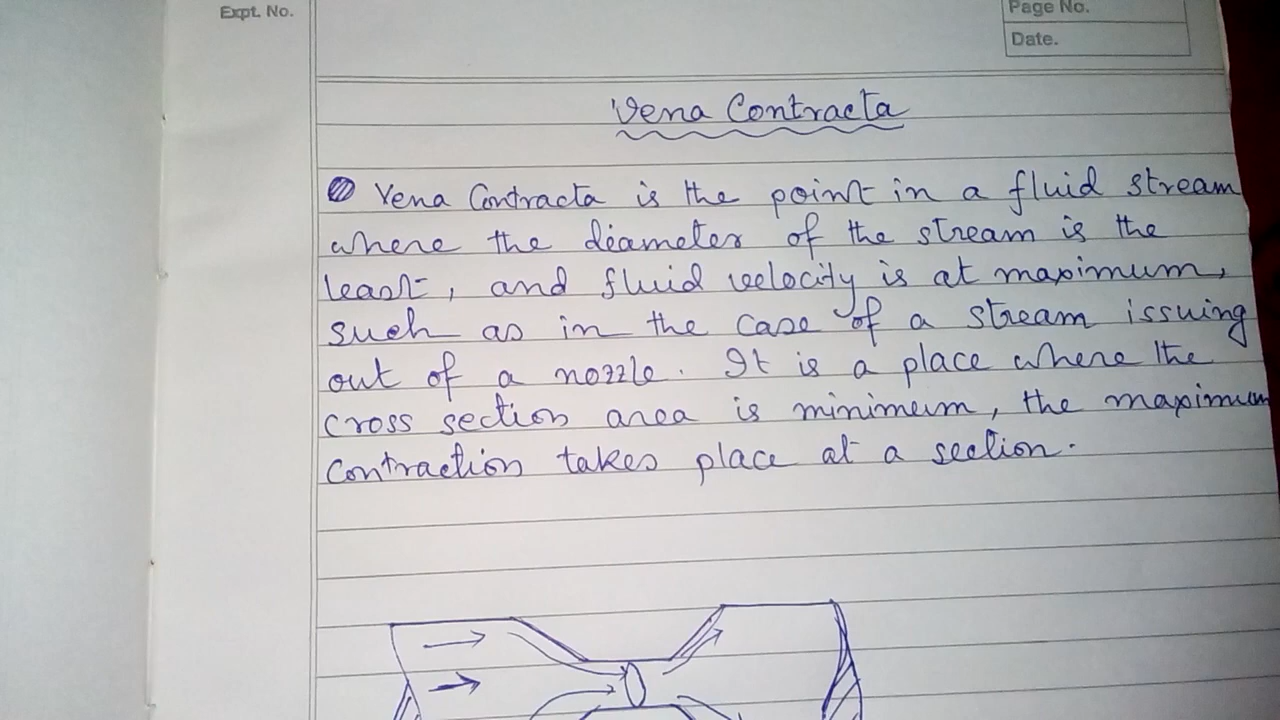 Expt. No.
Page No.
Date.
Vena Contracta
Vena Contracta is the point in a fluid stream
where the diameter of the stream is the
least, and fluid velocity is at maximum,
such as in the case of a stream issuing
out of a nozzle. It is a place where the
cross section area is minimum, the maximum
contraction takes place at a section.